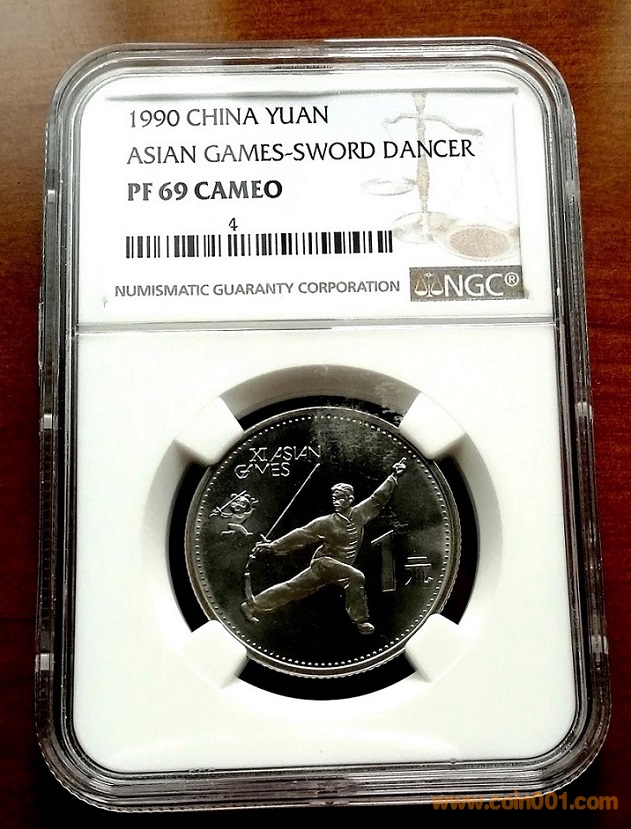 1990 CHINA YUAN
ASIAN GAMES-SWORD DANCER
PF 69 CAMEO
4
NUMISMATIC GUARANTY CORPORATION
NGC®
XI ASIAN
GAMES
1元
www.coin001.com